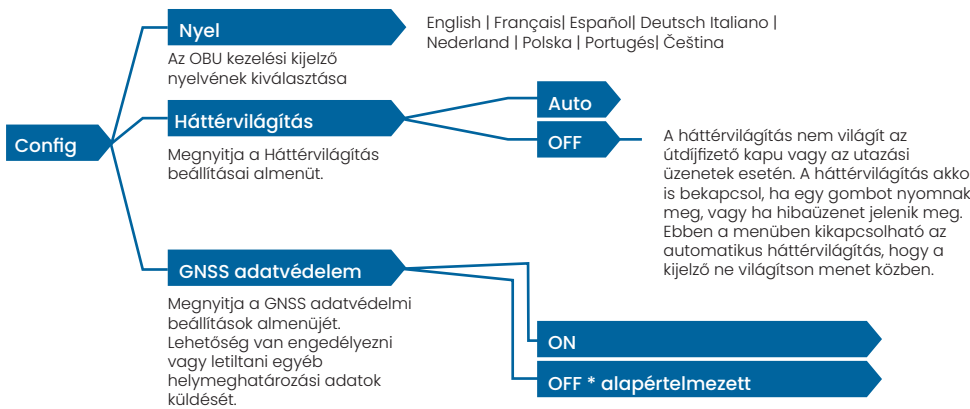 Config
Nyel
Az OBU kezelési kijelző
nyelvének kiválasztása
English | Français| Español| Deutsch Italiano |
Nederland | Polska | Portugés| Čeština
Háttérvilágítás
Megnyitja a Háttérvilágítás
beállításai almenüt.
Auto
OFF
A háttérvilágítás nem világít az
útdíjfizető kapu vagy az utazási
üzenetek esetén. A háttérvilágítás akko
is bekapcsol, ha egy gombot nyomnak
meg, vagy ha hibaüzenet jelenik meg.
Ebben a menüben kikapcsolható az
automatikus háttérvilágítás, hogy a
kijelző ne világítson menet közben.
GNSS adatvédelem
Megnyitja a GNSS adatvédelmi
beállítások almenüjét.
Lehetőség van engedélyezni
vagy letiltani egyéb
helymeghatározási adatok
küldését.
ON
OFF * alapértelmezett